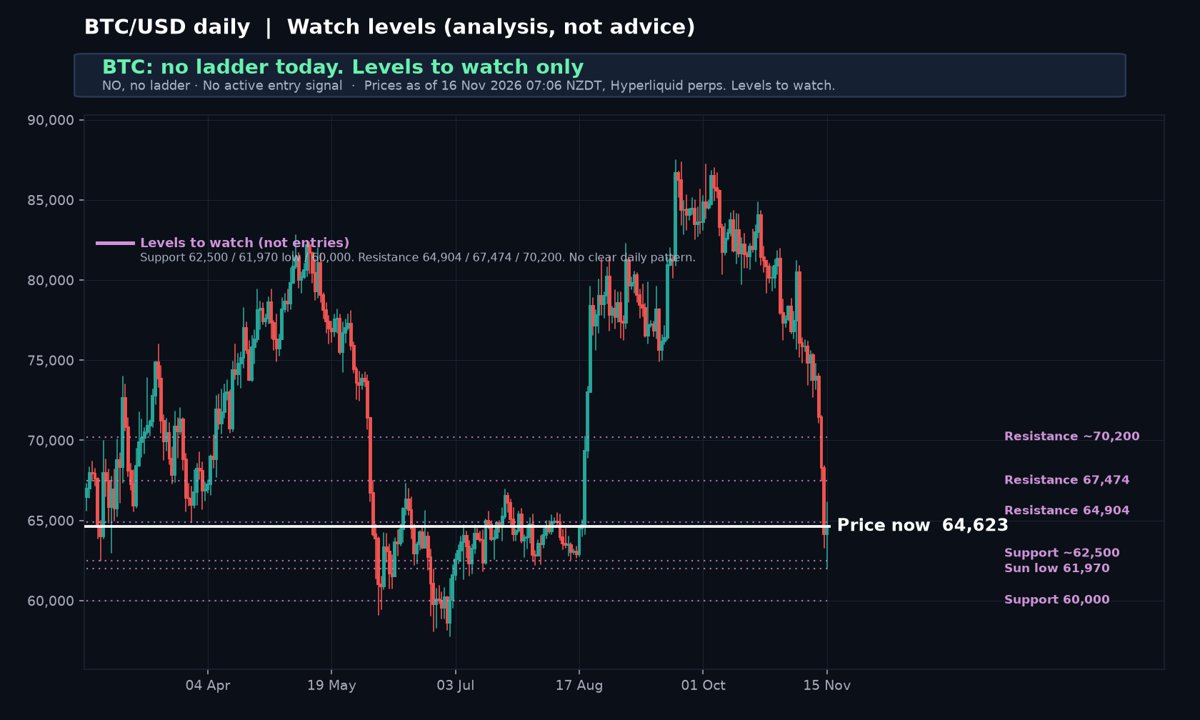 BTC/USD daily  |  Watch levels (analysis, not advice)
BTC: no ladder today. Levels to watch only
NO, no ladder · No active entry signal  ·  Prices as of 16 Nov 2026 07:06 NZDT, Hyperliquid perps. Levels to watch.
90,000
85,000
Levels to watch (not entries)
Support 62,500 / 61,970 low / 60,000. Resistance 64,904 / 67,474 / 70,200. No clear daily pattern.
80,000
75,000
70,000
Resistance ~70,200
Resistance 67,474
Resistance 64,904
65,000
Price now  64,623
Support ~62,500
Sun low 61,970
60,000
Support 60,000
04 Apr
19 May
03 Jul
17 Aug
01 Oct
15 Nov